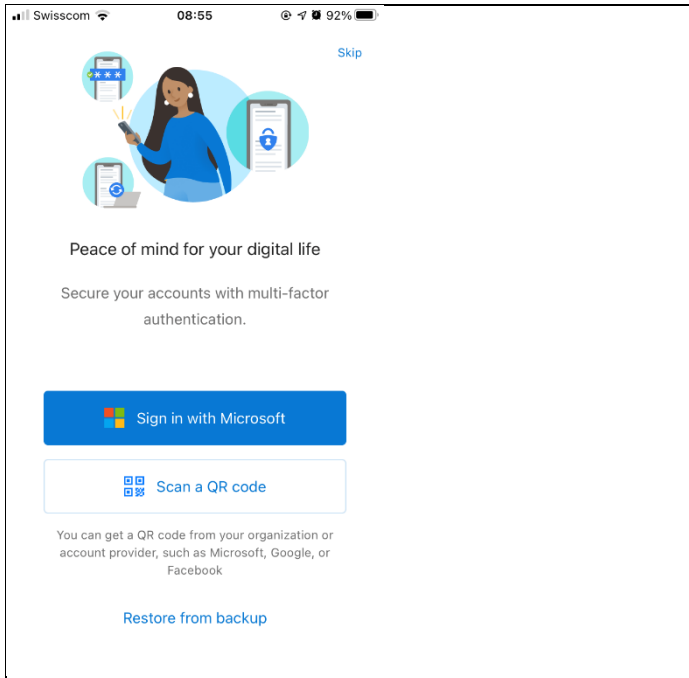 Swisscom 08:55 92%
Skip
****
Peace of mind for your digital life
Secure your accounts with multi-factor
authentication.
Sign in with Microsoft
Scan a QR code
You can get a QR code from your organization or
account provider, such as Microsoft, Google, or
Facebook
Restore from backup